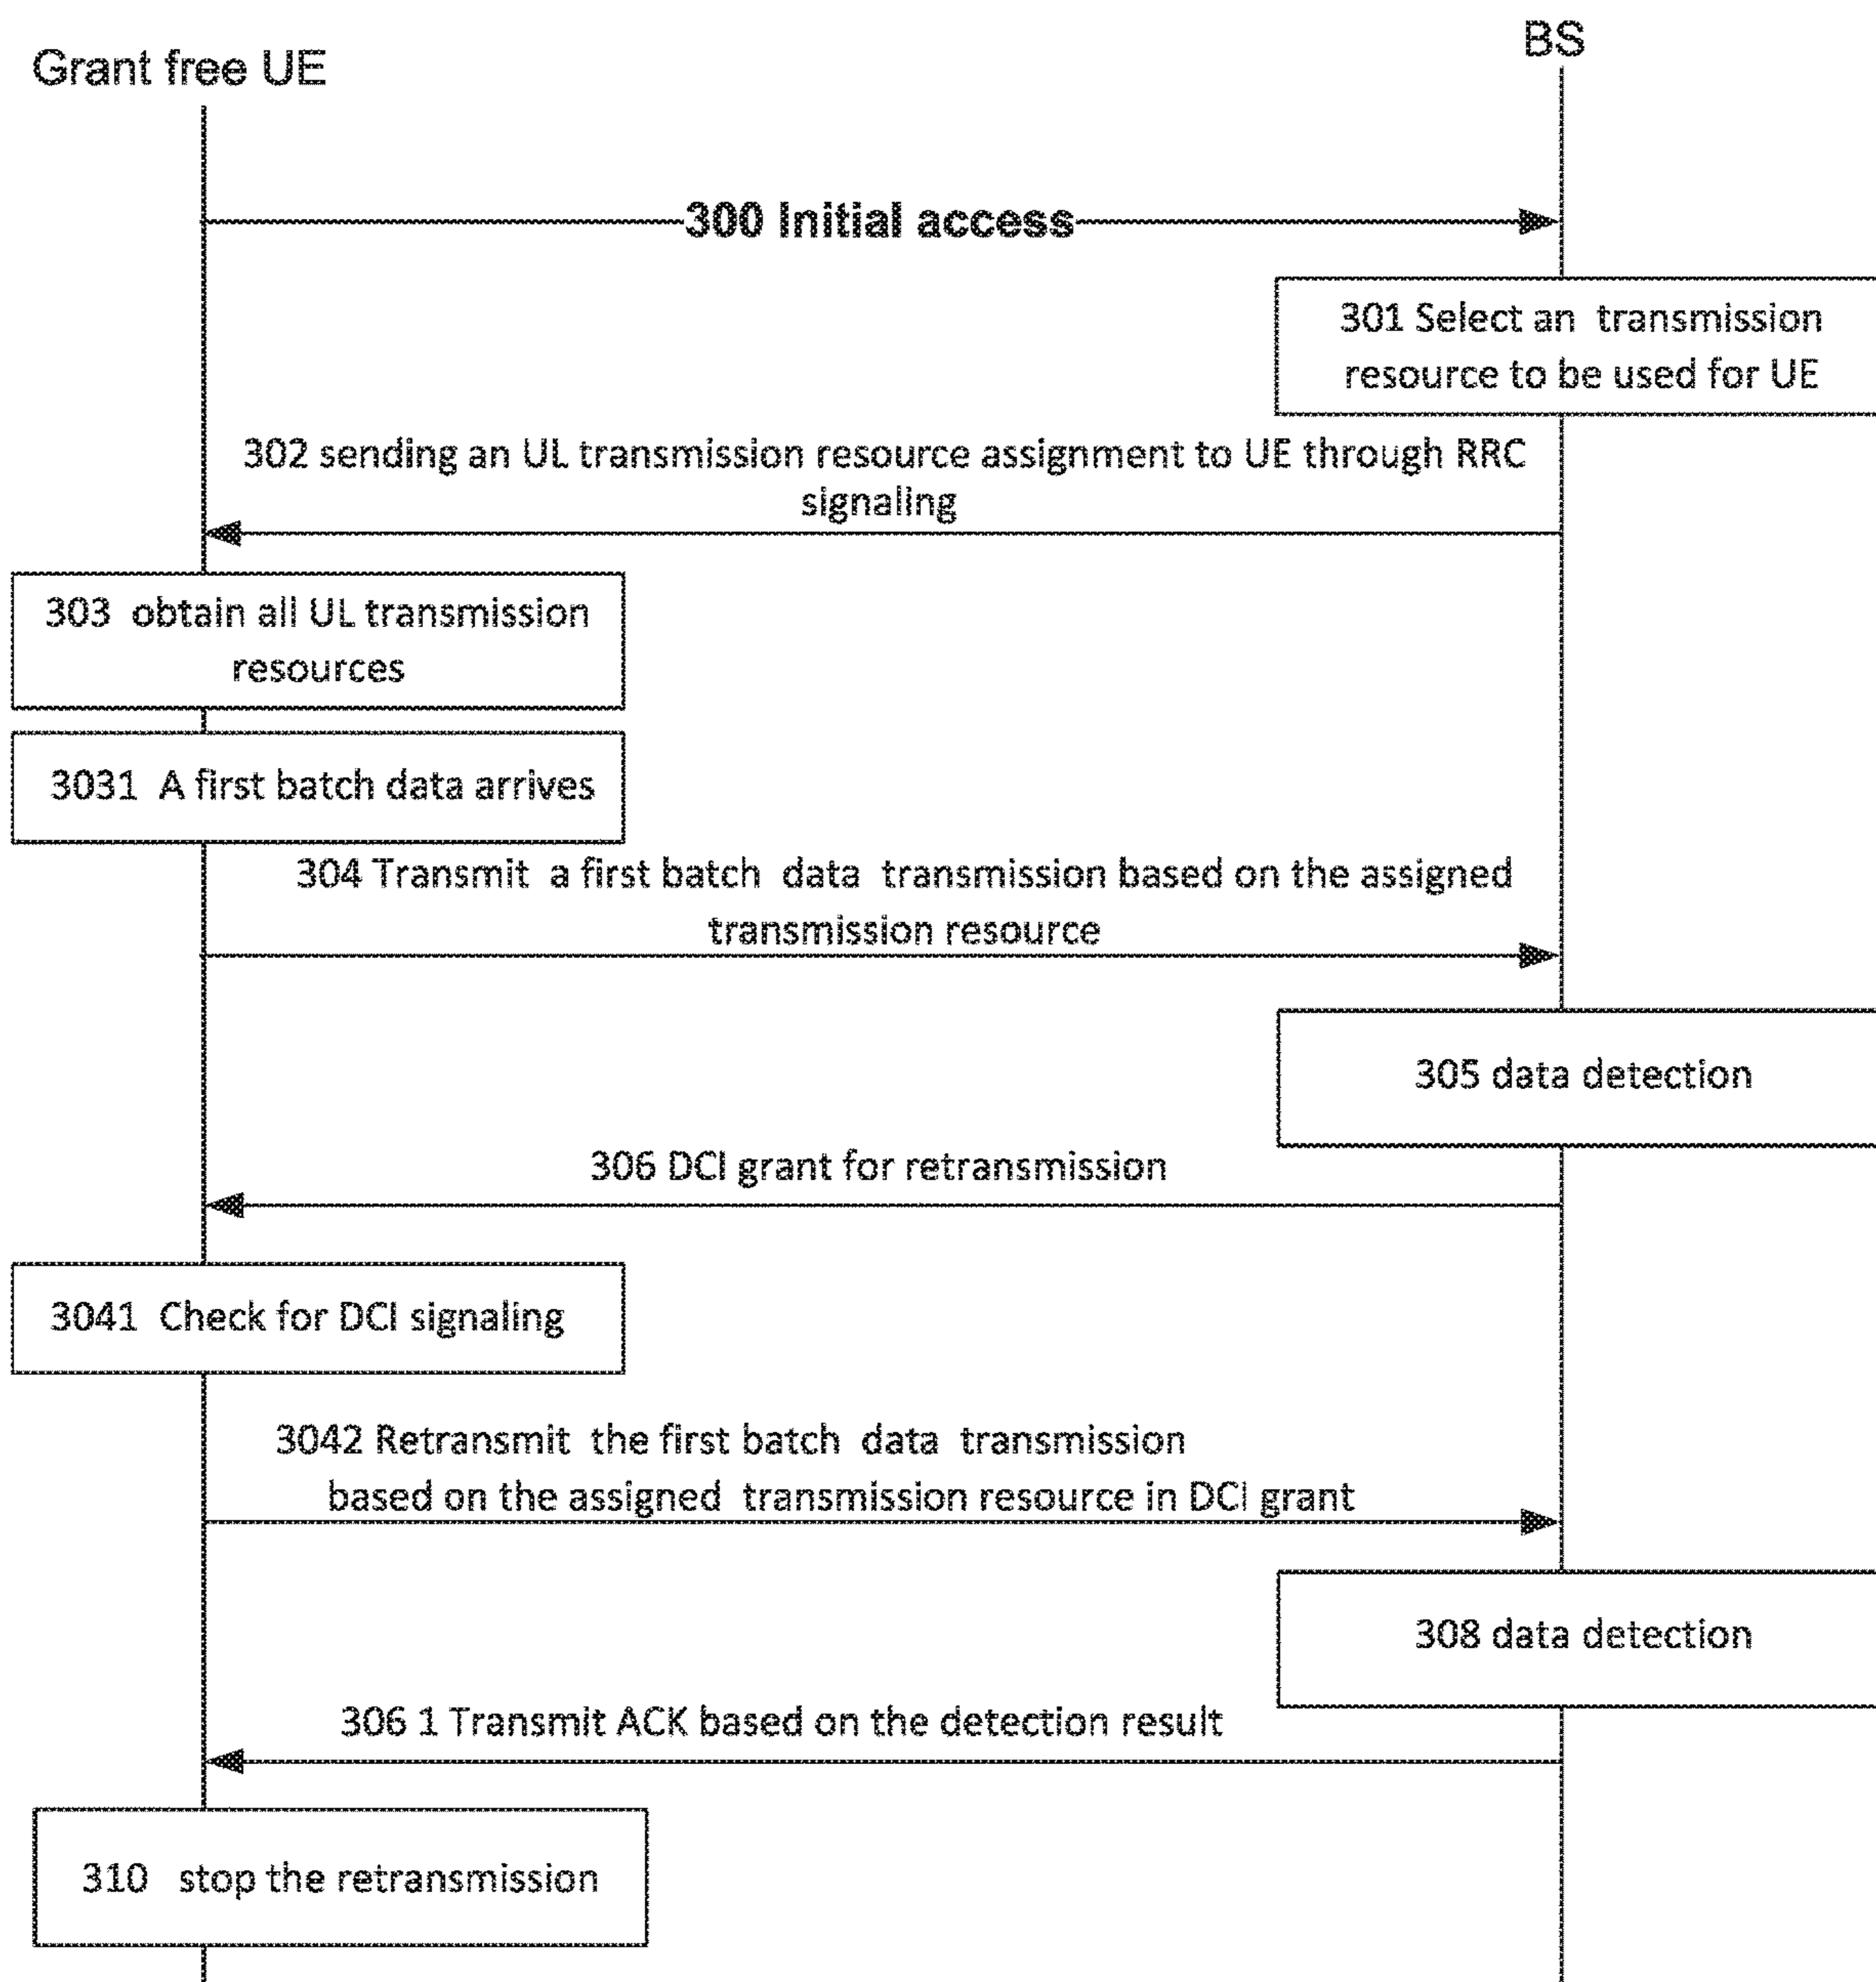 Grant free UE
BS
300 Initial access
301 Select an transmission
resource to be used for UE
302 sending an UL transmission resource assignment to UE through RRC
signaling
303 obtain all UL transmission
resources
3031 A first batch data arrives
304 Transmit a first batch data transmission based on the assigned
transmission resource
305 data detection
306 DCI grant for retransmission
3041 Check for DCI signaling
3042 Retransmit the first batch data transmission
based on the assigned transmission resource in DCI grant
308 data detection
306 1 Transmit ACK based on the detection result
310 stop the retransmission